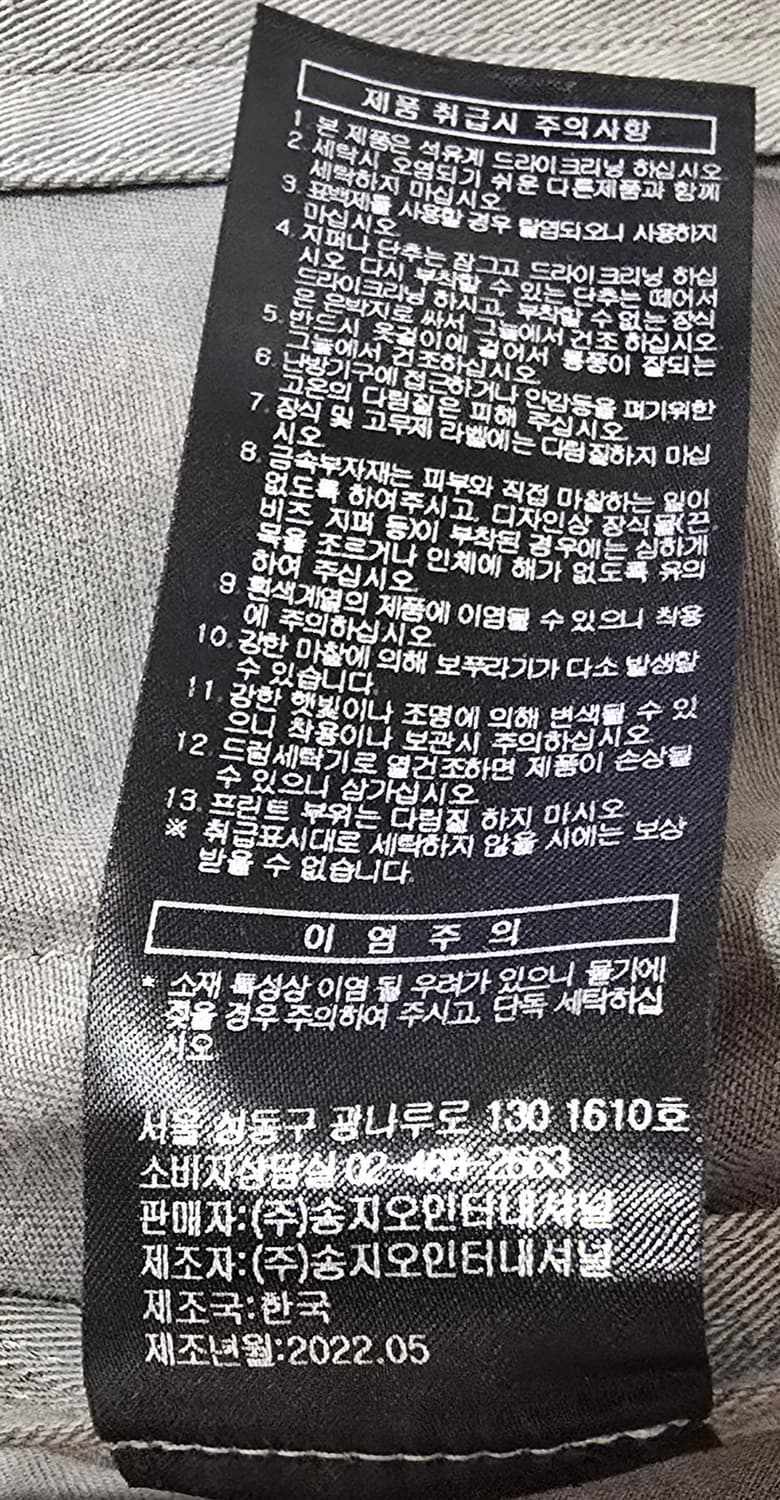 제품 취급시 주의사항
1. 본 제품은 석유계 드라이크리닝 하십시오
2. 세탁시 오염되기 쉬운 다른제품과 함께
세탁하지 마십시오.
3. 표백제를 사용할 경우 탈염되오니 사용하지
마십시오.
4. 지퍼나 단추는 잠그고 드라이크리닝 하십
시오. 다시 부착할 수 있는 단추는 떼어서
드라이크리닝 하시고, 부착할 수 없는 장식
은 은박지로 싸서 그늘에서 건조 하십시오
5. 반드시 옷걸이에 걸어서 통풍이 잘되는
그늘에서 건조하십시오.
6. 난방기구에 접근하거나 안감등을 펴기위한
고온의 다림질은 피해 주십시오.
7. 장식 및 고루제 라벨에는 다림질하지 마십
시오.
8. 금속부자재는 피부와 직접 마찰하는 일이
없도록 하여주시고, 디자인상 장식물(끈.
비즈 지퍼 등)이 부착된 경우에는 심하게
목을 조르거나 인체에 해가 없도록 유의
하여 주십시오.
9 흰색계열의 제품에 이염될 수 있으니 착용
에 주의하십시오.
10. 강한 마찰에 의해 보푸라기가 다소 발생할
수 있습니다.
11. 강한 햇빛이나 조명에 의해 변색될 수 있
으니 착용이나 보관시 주의하십시오
12. 드럼세탁기로 열건조하면 제품이 손상될
수 있으니 삼가십시오.
13. 프린트 부위는 다림질 하지 마시오
※ 취급표시대로 세탁하지 않을 시에는 보상
받을 수 없습니다.
이 염 주 의
* 소재 특성상 이염 될 우려가 있으니 물기에
젖을 경우 주의하여 주시고, 단독 세탁하십
시오
서울 성동구 광나루로 130 1610호
소비자상담실 02-469-2663
판매자:(주)송지오인터내셔널
제조자:(주)송지오인터내셔널
제조국:한국
제조년월:2022.05